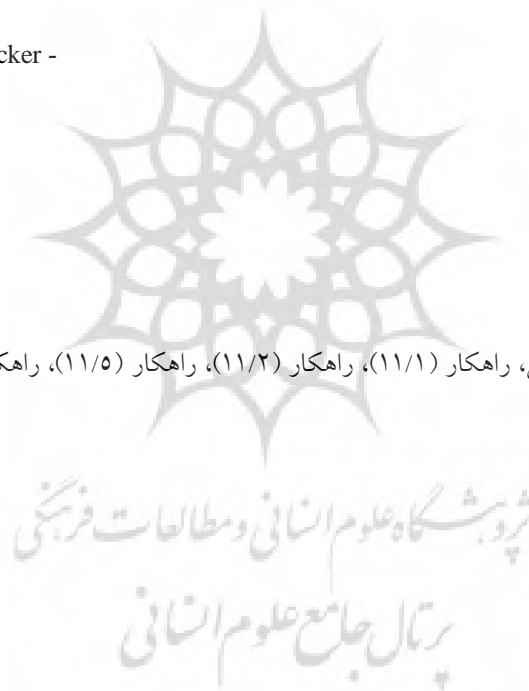 cker -
، راهکار (۱۱/۱)، راهکار (۱۱/۲)، راهکار (۱۱/۵)، راهک
پژوهشگاه علوم انسانی و مطالعات فرهنگی
پرتال جامع علوم انسانی